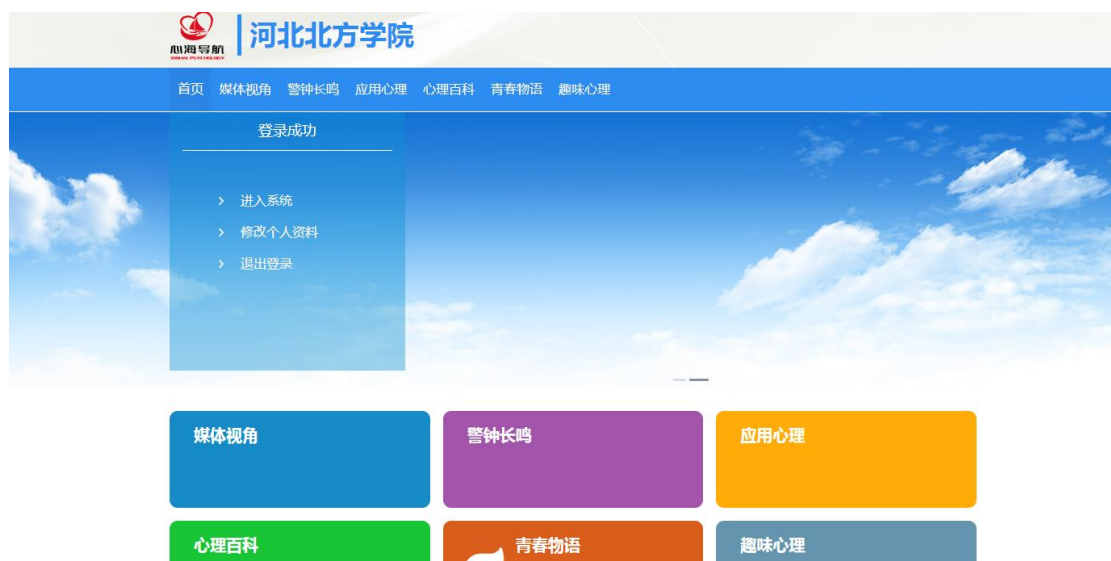 心海导航
XINHAI PSYCHOLOGY
河北北方学院
首页 媒体视角 警钟长鸣 应用心理 心理百科 青春物语 趣味心理
登录成功
进入系统
修改个人资料
退出登录
媒体视角 警钟长鸣 应用心理
心理百科 青春物语 趣味心理